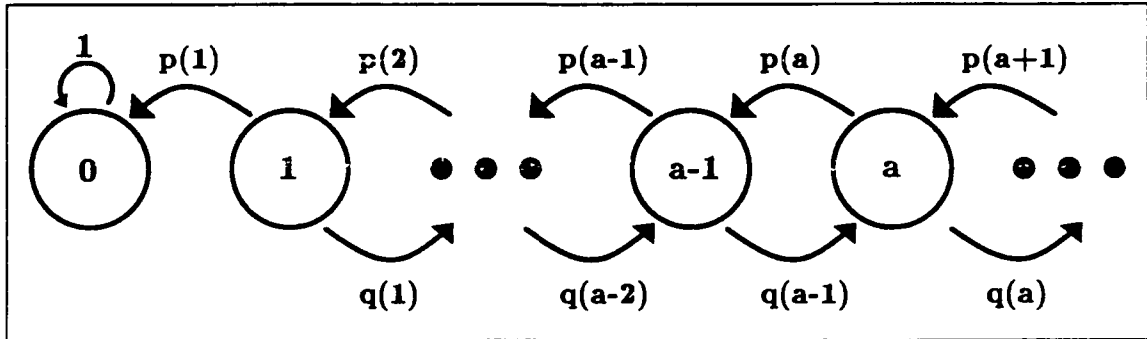 1 p(1) p(2) p(a-1) p(a) p(a+1)
0 1 a-1 a
q(1) q(a-2) q(a-1) q(a)